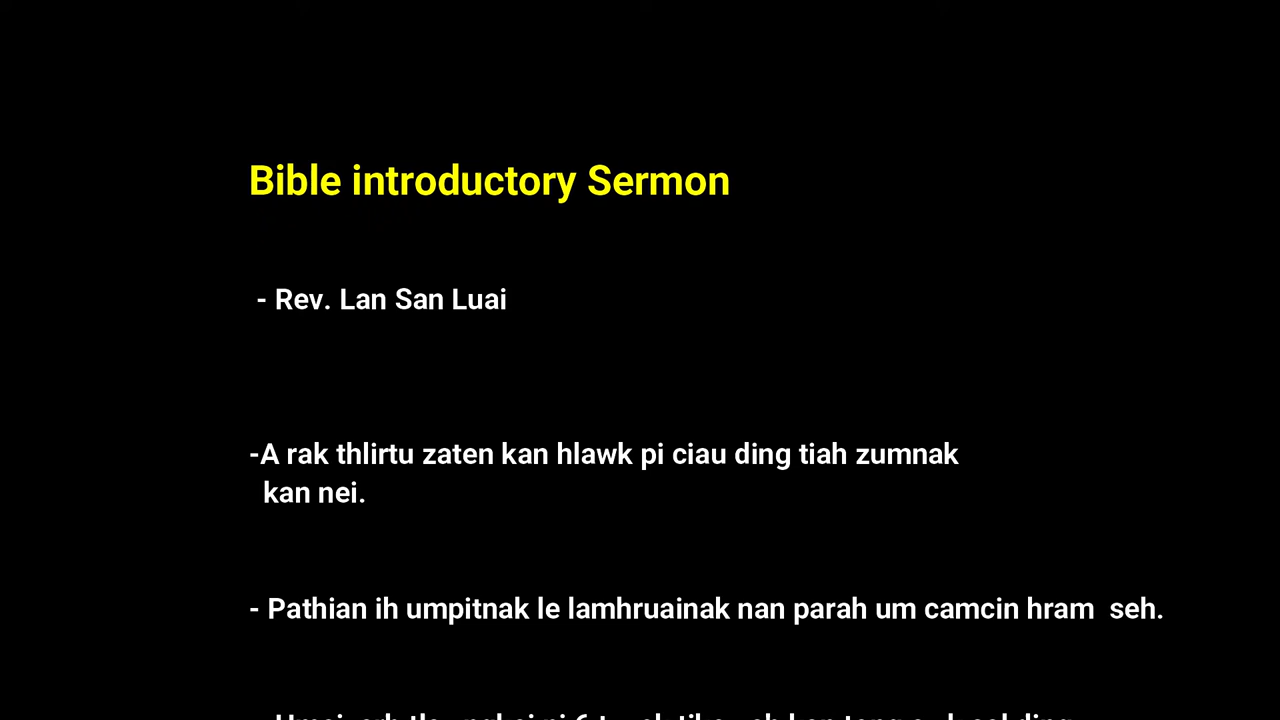 Bible introductory Sermon
- Rev. Lan San Luai
-A rak thlirtu zaten kan hlawk pi ciau ding tiah zumnak
kan nei.
- Pathian ih umpitnak le lamhruainak nan parah um camcin hram seh.